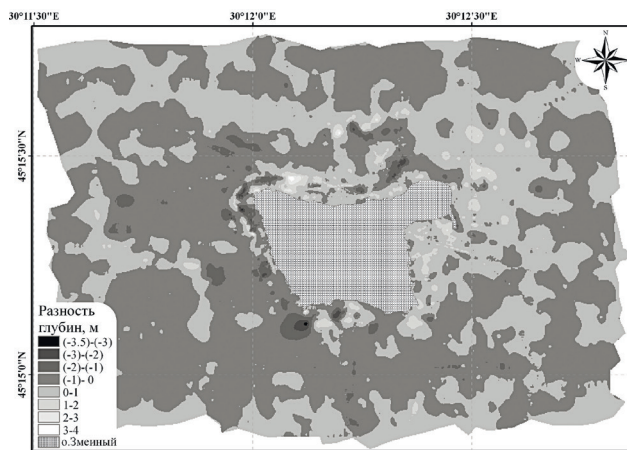 30°11'30"E
30°12'0"E
30°12'30"E
N
W
E
S
45°15'30"N
45°15'0"N
Разность
глубин, м
(-3.5)-(-3)
(-3)-(-2)
(-2)-(-1)
(-1)- 0
0-1
1-2
2-3
3-4
о.Змеиный